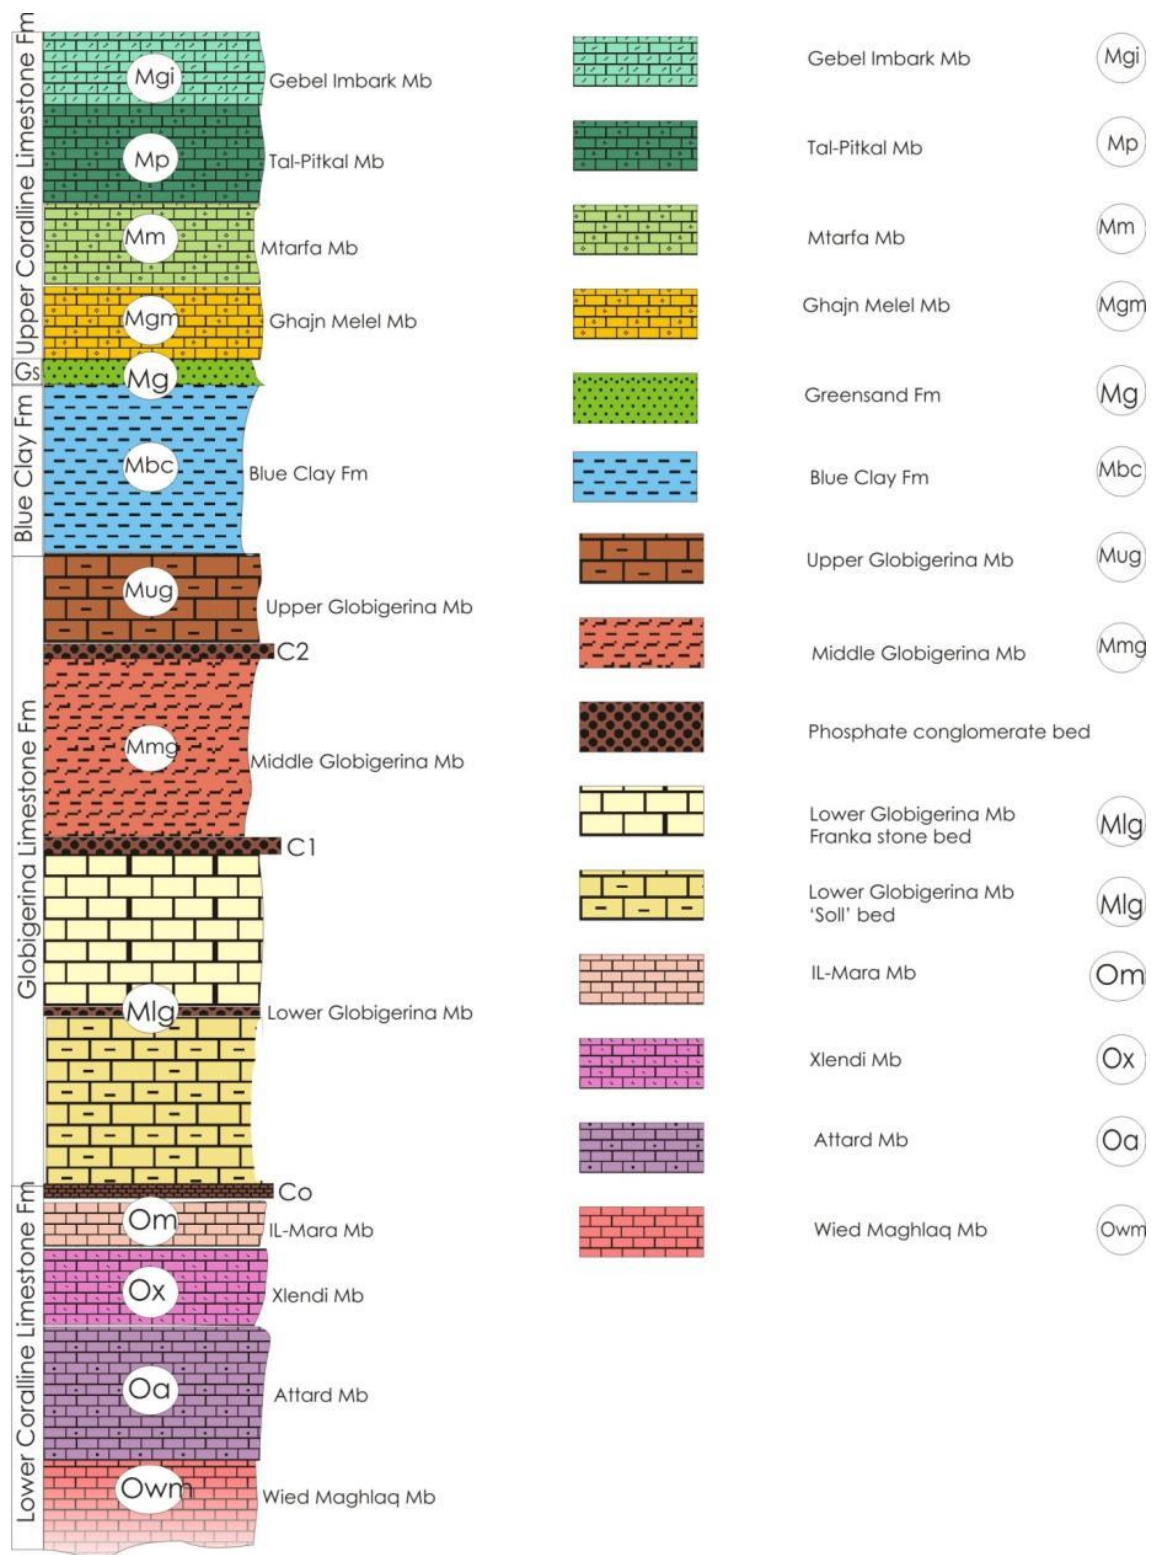 Upper Coralline Limestone Fm
Gs
Blue Clay Fm
Globigerina Limestone Fm
Lower Coralline Limestone Fm
Mgi
Gebel Imbark Mb
Mp
Tal-Pitkal Mb
Mm
Mtarfa Mb
Mgm
Ghajn Melel Mb
Mg
Mbc
Blue Clay Fm
Mug
Upper Globigerina Mb
C2
Mmg
Middle Globigerina Mb
C1
Mlg
Lower Globigerina Mb
Co
Om
IL-Mara Mb
Ox
Xlendi Mb
Oa
Attard Mb
Owm
Wied Maghlaq Mb
Gebel Imbark Mb
Mgi
Tal-Pitkal Mb
Mp
Mtarfa Mb
Mm
Ghajn Melel Mb
Mgm
Greensand Fm
Mg
Blue Clay Fm
Mbc
Upper Globigerina Mb
Mug
Middle Globigerina Mb
Mmg
Phosphate conglomerate bed
Lower Globigerina Mb
Franka stone bed
Mlg
Lower Globigerina Mb
‘Soll’ bed
Mlg
IL-Mara Mb
Om
Xlendi Mb
Ox
Attard Mb
Oa
Wied Maghlaq Mb
Owm